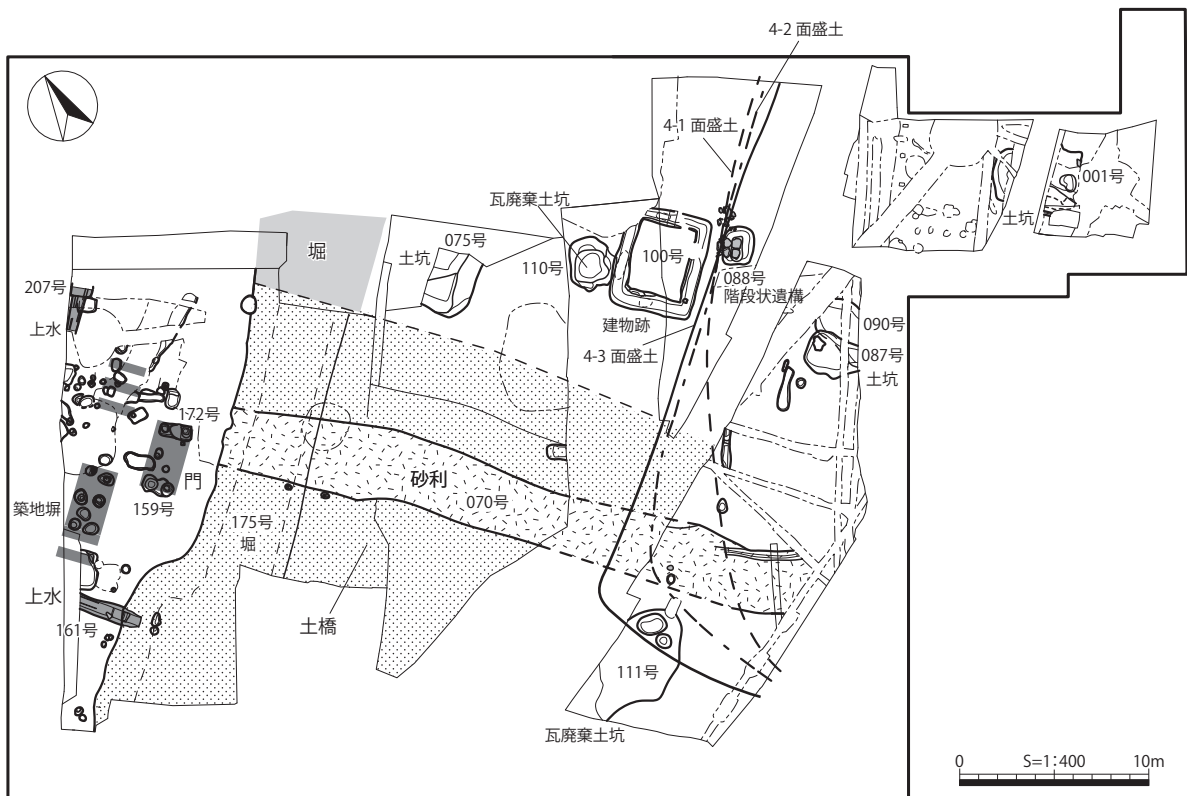 4-2 面盛土
4-1 面盛土
瓦廃棄土坑
堀
土坑
075号
110号
100号
088号
階段状遺構
建物跡
4-3 面盛土
土坑
001号
090号
087号
土坑
207号
上水
172号
門
築地塀
159号
175号
堀
砂利
070号
土橋
上水
161号
111号
瓦廃棄土坑
0 S=1:400 10m